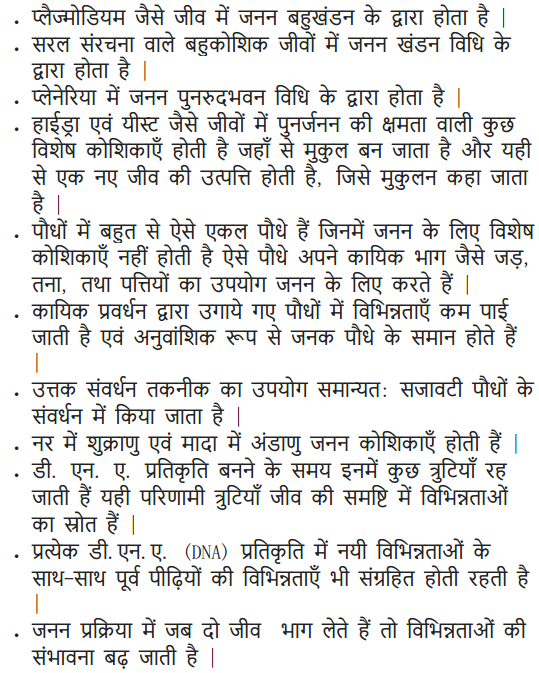 • प्लैज्मोडियम जैसे जीव में जनन बहुखंडन के द्वारा होता है |
• सरल संरचना वाले बहुकोशिक जीवों में जनन खंडन विधि के
द्वारा होता है |
• प्लेनेरिया में जनन पुनरुदभवन विधि के द्वारा होता है |
• हाईड्रा एवं यीस्ट जैसे जीवों में पुनर्जनन की क्षमता वाली कुछ
विशेष कोशिकाएँ होती है जहाँ से मुकुल बन जाता है और यही
से एक नए जीव की उत्पत्ति होती है, जिसे मुकुलन कहा जाता
है |
• पौधों में बहुत से ऐसे एकल पौधे हैं जिनमें जनन के लिए विशेष
कोशिकाएँ नहीं होती है ऐसे पौधे अपने कायिक भाग जैसे जड़,
तना, तथा पत्तियों का उपयोग जनन के लिए करते हैं |
• कायिक प्रवर्धन द्वारा उगाये गए पौधों में विभिन्नताएँ कम पाई
जाती है एवं अनुवांशिक रूप से जनक पौधे के समान होते हैं
|
• उत्तक संवर्धन तकनीक का उपयोग समान्यत: सजावटी पौधों के
संवर्धन में किया जाता है |
• नर में शुक्राणु एवं मादा में अंडाणु जनन कोशिकाएँ होती हैं |
• डी. एन. ए. प्रतिकृति बनने के समय इनमें कुछ त्रुटियाँ रह
जाती हैं यही परिणामी त्रुटियाँ जीव की समष्टि में विभिन्नताओं
का स्रोत हैं |
• प्रत्येक डी.एन.ए. (DNA) प्रतिकृति में नयी विभिन्नताओं के
साथ-साथ पूर्व पीढ़ियों की विभिन्नताएँ भी संग्रहित होती रहती है
|
• जनन प्रक्रिया में जब दो जीव भाग लेते हैं तो विभिन्नताओं की
संभावना बढ़ जाती है |